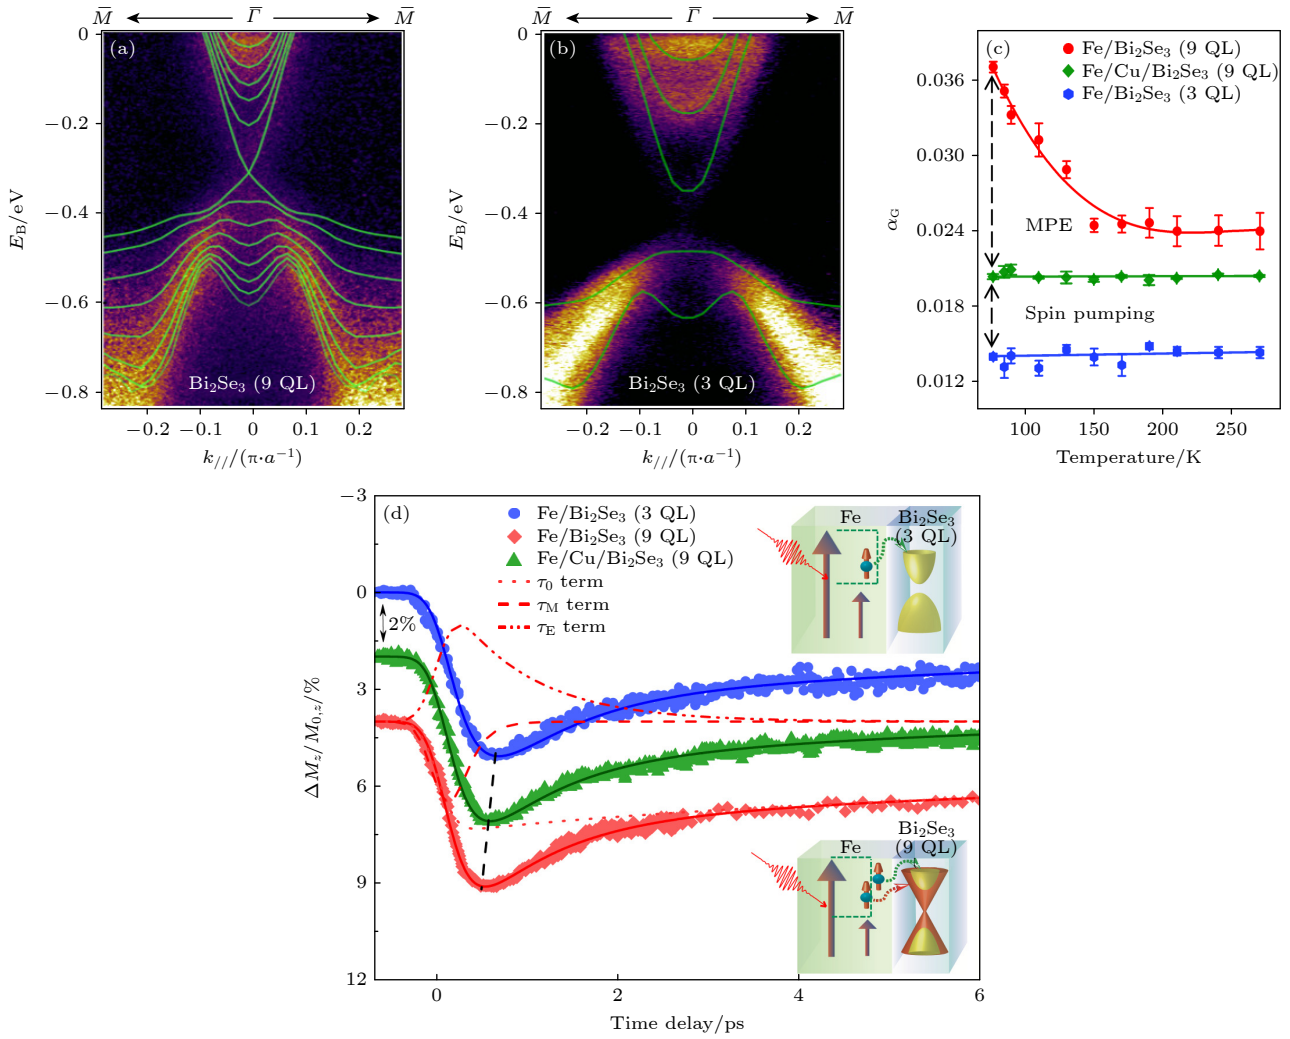 M̅ Γ̅ M̅
(a)
0
−0.2
−0.4
−0.6
−0.8
E_B/eV
Bi₂Se₃ (9 QL)
−0.2 −0.1 0 0.1 0.2
k_∥/(π·a⁻¹)
M̅ Γ̅ M̅
(b)
0
−0.2
−0.4
−0.6
−0.8
E_B/eV
Bi₂Se₃ (3 QL)
−0.2 −0.1 0 0.1 0.2
k_∥/(π·a⁻¹)
(c)
Fe/Bi₂Se₃ (9 QL)
Fe/Cu/Bi₂Se₃ (9 QL)
Fe/Bi₂Se₃ (3 QL)
0.036
0.030
0.024
0.018
0.012
α_G
MPE
Spin pumping
100 150 200 250
Temperature/K
(d)
Fe/Bi₂Se₃ (3 QL)
Fe/Bi₂Se₃ (9 QL)
Fe/Cu/Bi₂Se₃ (9 QL)
τ₀ term
τ_M term
τ_E term
−3
0
3
6
9
12
ΔM_z/M_{0,z}/%
2%
Fe
Bi₂Se₃
(3 QL)
Fe
Bi₂Se₃
(9 QL)
0 2 4 6
Time delay/ps